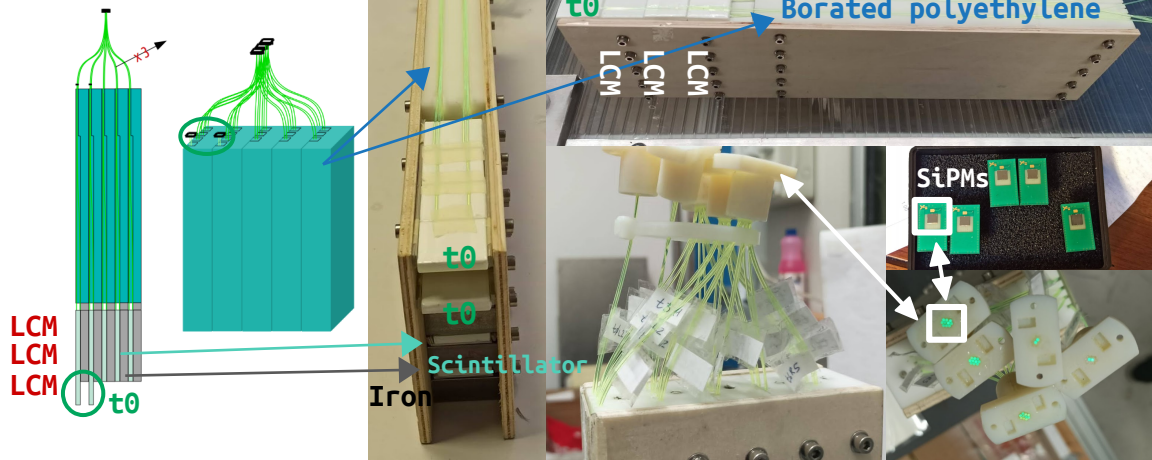 t0
Borated polyethylene
x3
LCM
LCM
LCM
SiPMs
t0
t0
LCM
LCM
LCM
t0
Scintillator
Iron